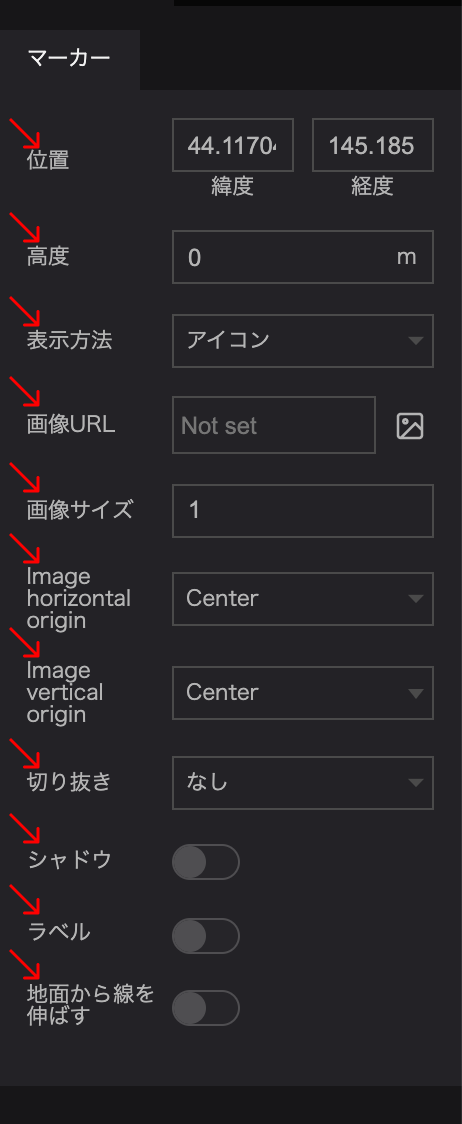 マーカー
位置
44.11704
145.185
緯度
経度
高度
0
m
表示方法
アイコン
画像URL
Not set
画像サイズ
1
Image
horizontal
origin
Center
Image
vertical
origin
Center
切り抜き
なし
シャドウ
ラベル
地面から線を
伸ばす